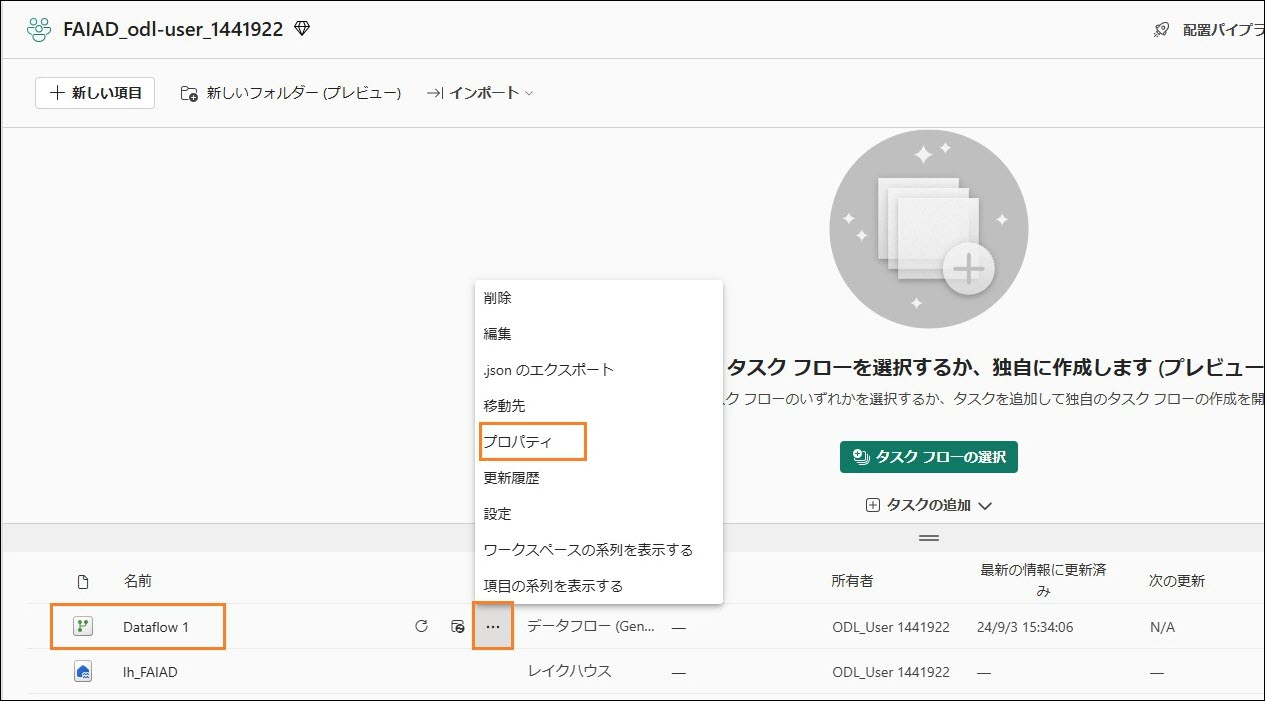 FAIAD_odl-user_1441922
配置パイプラ
新しい項目
新しいフォルダー (プレビュー)
インポート
削除
編集
.json のエクスポート
移動先
プロパティ
更新履歴
設定
ワークスペースの系列を表示する
項目の系列を表示する
タスク フローを選択するか、独自に作成します (プレビュー
スク フローのいずれかを選択するか、タスクを追加して独自のタスク フローの作成を開
タスク フローの選択
タスクの追加
名前
所有者
最新の情報に更新済
み
次の更新
Dataflow 1
...
データフロー (Gen...
—
ODL_User 1441922
24/9/3 15:34:06
N/A
lh_FAIAD
レイクハウス
—
ODL_User 1441922
—
—